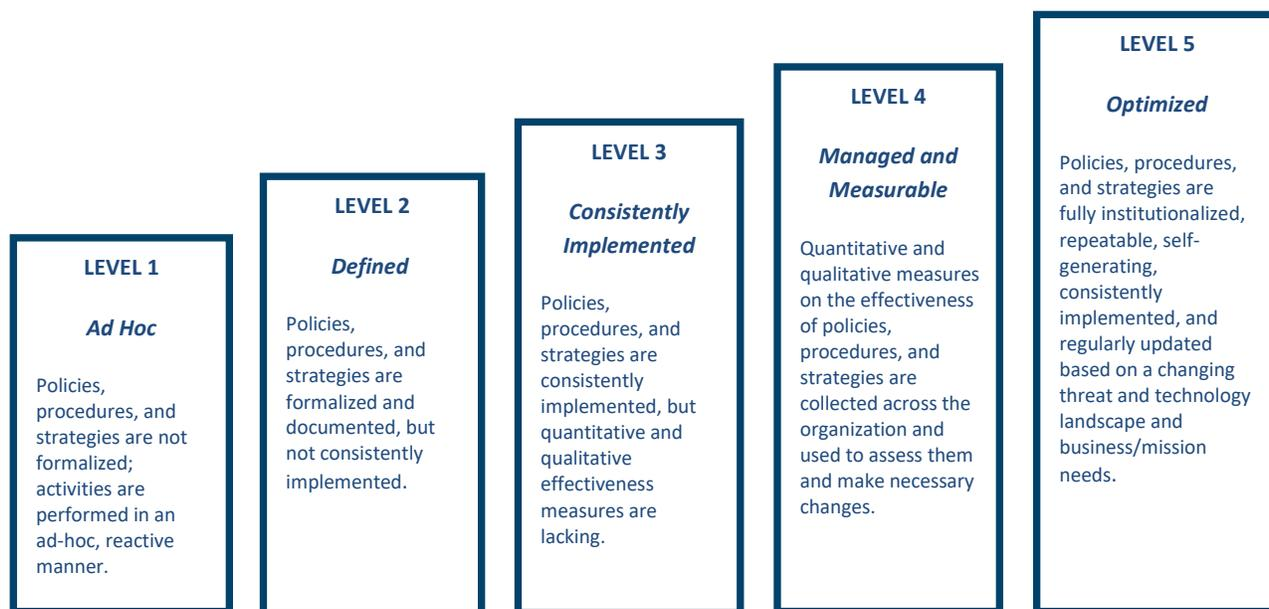 LEVEL 1
Ad Hoc
Policies,
procedures, and
strategies are not
formalized;
activities are
performed in an
ad-hoc, reactive
manner.
LEVEL 2
Defined
Policies,
procedures, and
strategies are
formalized and
documented, but
not consistently
implemented.
LEVEL 3
Consistently
Implemented
Policies,
procedures, and
strategies are
consistently
implemented, but
quantitative and
qualitative
effectiveness
measures are
lacking.
LEVEL 4
Managed and
Measurable
Quantitative and
qualitative measures
on the effectiveness
of policies,
procedures, and
strategies are
collected across the
organization and
used to assess them
and make necessary
changes.
LEVEL 5
Optimized
Policies, procedures,
and strategies are
fully institutionalized,
repeatable, self-
generating,
consistently
implemented, and
regularly updated
based on a changing
threat and technology
landscape and
business/mission
needs.